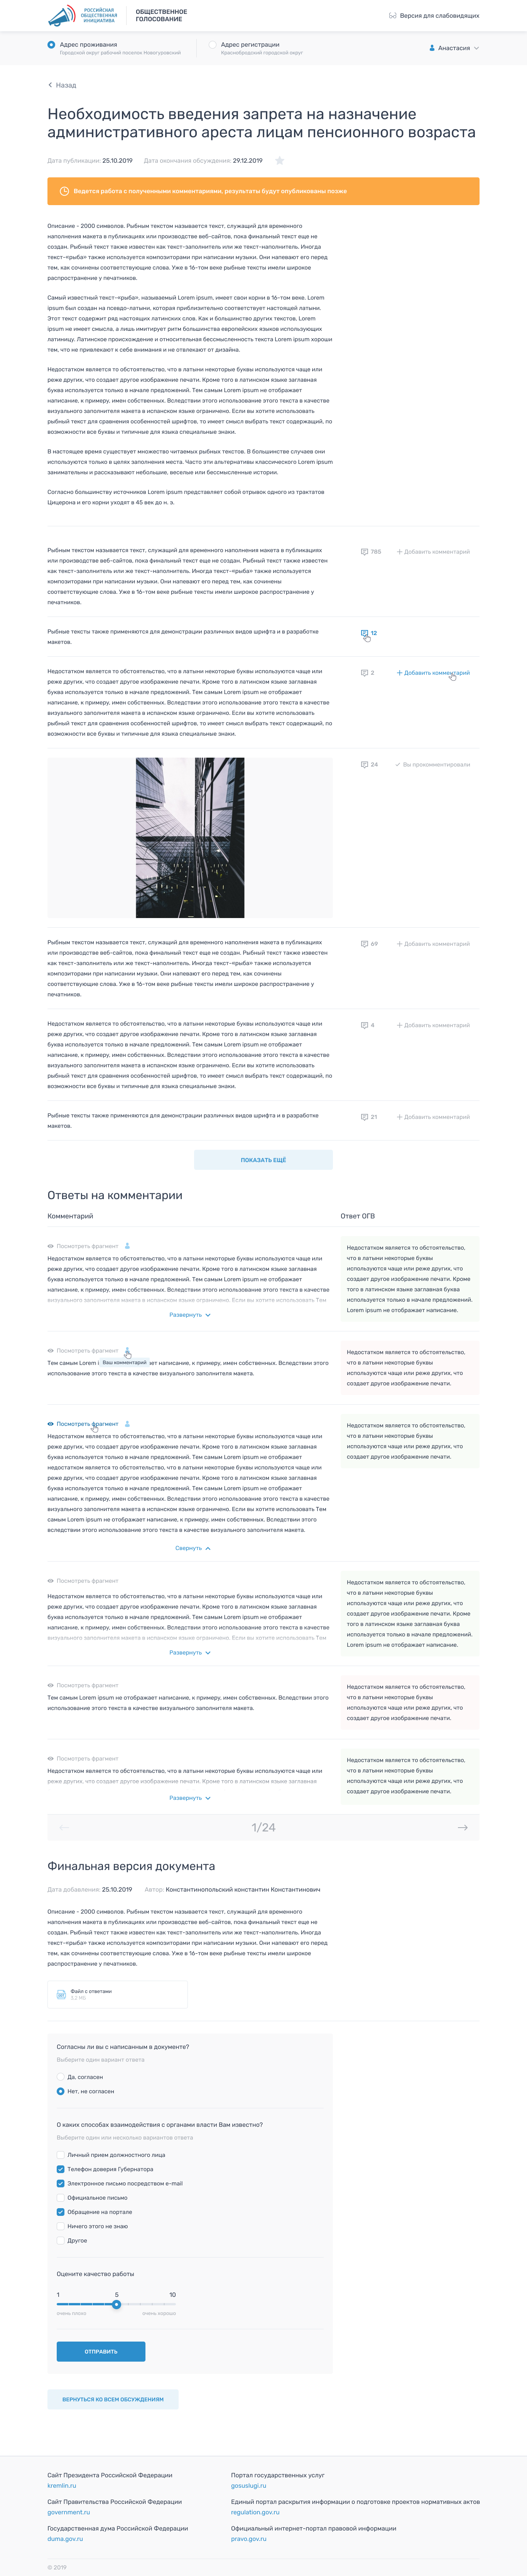 РОССИЙСКАЯ
ОБЩЕСТВЕННАЯ
ИНИЦИАТИВА
ОБЩЕСТВЕННОЕ
ГОЛОСОВАНИЕ
Версия для слабовидящих
Адрес проживания
Городской округ рабочий поселок Новогуровский
Адрес регистрации
Краснобродский городской округ
Анастасия
Назад
Необходимость введения запрета на назначение
административного ареста лицам пенсионного возраста
Дата публикации: 25.10.2019 Дата окончания обсуждения: 29.12.2019
Ведется работа с полученными комментариями, результаты будут опубликованы позже
Описание - 2000 символов. Рыбным текстом называется текст, служащий для временного
наполнения макета в публикациях или производстве веб-сайтов, пока финальный текст еще не
создан. Рыбный текст также известен как текст-заполнитель или же текст-наполнитель. Иногда
текст-«рыба» также используется композиторами при написании музыки. Они напевают его перед
тем, как сочинены соответствующие слова. Уже в 16-том веке рыбные тексты имели широкое
распространение у печатников.
Самый известный текст-«рыба», называемый Lorem ipsum, имеет свои корни в 16-том веке. Lorem
ipsum был создан на псевдо-латыни, которая приблизительно соответствует настоящей латыни.
Этот текст содержит ряд настоящих латинских слов. Как и большинство других текстов, Lorem
ipsum не имеет смысла, а лишь имитирует ритм большинства европейских языков использующих
латиницу. Латинское происхождение и относительная бессмысленность текста Lorem ipsum хороши
тем, что не привлекают к себе внимания и не отвлекают от дизайна.
Недостатком является то обстоятельство, что в латыни некоторые буквы используются чаще или
реже других, что создает другое изображение печати. Кроме того в латинском языке заглавная
буква используется только в начале предложений. Тем самым Lorem ipsum не отображает
написание, к примеру, имен собственных. Вследствии этого использование этого текста в качестве
визуального заполнителя макета в испанском языке ограничено. Если вы хотите использовать
рыбный текст для сравнения особенностей шрифтов, то имеет смысл выбрать текст содержащий, по
возможности все буквы и типичные для языка специальные знаки.
В настоящее время существует множество читаемых рыбных текстов. В большинстве случаев они
используются только в целях заполнения места. Часто эти альтернативы классического Lorem ipsum
занимательны и рассказывают небольшие, веселые или бессмысленные истории.
Согласно большинству источников Lorem ipsum представляет собой отрывок одного из трактатов
Цицерона и его корни уходят в 45 век до н. э.
Рыбным текстом называется текст, служащий для временного наполнения макета в публикациях
или производстве веб-сайтов, пока финальный текст еще не создан. Рыбный текст также известен
как текст-заполнитель или же текст-наполнитель. Иногда текст-«рыба» также используется
композиторами при написании музыки. Они напевают его перед тем, как сочинены
соответствующие слова. Уже в 16-том веке рыбные тексты имели широкое распространение у
печатников.
785 Добавить комментарий
Рыбные тексты также применяются для демонстрации различных видов шрифта и в разработке
макетов.
12
Недостатком является то обстоятельство, что в латыни некоторые буквы используются чаще или
реже других, что создает другое изображение печати. Кроме того в латинском языке заглавная
буква используется только в начале предложений. Тем самым Lorem ipsum не отображает
написание, к примеру, имен собственных. Вследствии этого использование этого текста в качестве
визуального заполнителя макета в испанском языке ограничено. Если вы хотите использовать
рыбный текст для сравнения особенностей шрифтов, то имеет смысл выбрать текст содержащий, по
возможности все буквы и типичные для языка специальные знаки.
2 Добавить комментарий
24 Вы прокомментировали
Рыбным текстом называется текст, служащий для временного наполнения макета в публикациях
или производстве веб-сайтов, пока финальный текст еще не создан. Рыбный текст также известен
как текст-заполнитель или же текст-наполнитель. Иногда текст-«рыба» также используется
композиторами при написании музыки. Они напевают его перед тем, как сочинены
соответствующие слова. Уже в 16-том веке рыбные тексты имели широкое распространение у
печатников.
69 Добавить комментарий
Недостатком является то обстоятельство, что в латыни некоторые буквы используются чаще или
реже других, что создает другое изображение печати. Кроме того в латинском языке заглавная
буква используется только в начале предложений. Тем самым Lorem ipsum не отображает
написание, к примеру, имен собственных. Вследствии этого использование этого текста в качестве
визуального заполнителя макета в испанском языке ограничено. Если вы хотите использовать
рыбный текст для сравнения особенностей шрифтов, то имеет смысл выбрать текст содержащий, по
возможности все буквы и типичные для языка специальные знаки.
4 Добавить комментарий
Рыбные тексты также применяются для демонстрации различных видов шрифта и в разработке
макетов.
21 Добавить комментарий
ПОКАЗАТЬ ЕЩЁ
Ответы на комментарии
Комментарий Ответ ОГВ
Посмотреть фрагмент
Недостатком является то обстоятельство, что в латыни некоторые буквы используются чаще или
реже других, что создает другое изображение печати. Кроме того в латинском языке заглавная
буква используется только в начале предложений. Тем самым Lorem ipsum не отображает
написание, к примеру, имен собственных. Вследствии этого использование этого текста в качестве
визуального заполнителя макета в испанском языке ограничено. Если вы хотите использовать Тем
Развернуть
Недостатком является то обстоятельство,
что в латыни некоторые буквы
используются чаще или реже других, что
создает другое изображение печати. Кроме
того в латинском языке заглавная буква
используется только в начале предложений.
Lorem ipsum не отображает написание.
Посмотреть фрагмент
Ваш комментарий
Тем самым Lorem i ет написание, к примеру, имен собственных. Вследствии этого
использование этого текста в качестве визуального заполнителя макета.
Недостатком является то обстоятельство,
что в латыни некоторые буквы
используются чаще или реже других, что
создает другое изображение печати.
Посмотреть фрагмент
Недостатком является то обстоятельство, что в латыни некоторые буквы используются чаще или
реже других, что создает другое изображение печати. Кроме того в латинском языке заглавная
буква используется только в начале предложений. Тем самым Lorem ipsum не отображает
недостатком является то обстоятельство, что в латыни некоторые буквы используются чаще или
реже других, что создает другое изображение печати. Кроме того в латинском языке заглавная
буква используется только в начале предложений. Тем самым Lorem ipsum не отображает
написание, к примеру, имен собственных. Вследствии этого использование этого текста в качестве
визуального заполнителя макета в испанском языке ограничено. Если вы хотите использовать Тем
самым Lorem ipsum не отображает написание, к примеру, имен собственных. Вследствии этого
вследствии этого использование этого текста в качестве визуального заполнителя макета.
Свернуть
Недостатком является то обстоятельство,
что в латыни некоторые буквы
используются чаще или реже других, что
создает другое изображение печати.
Посмотреть фрагмент
Недостатком является то обстоятельство, что в латыни некоторые буквы используются чаще или
реже других, что создает другое изображение печати. Кроме того в латинском языке заглавная
буква используется только в начале предложений. Тем самым Lorem ipsum не отображает
написание, к примеру, имен собственных. Вследствии этого использование этого текста в качестве
визуального заполнителя макета в испанском языке ограничено. Если вы хотите использовать Тем
Развернуть
Недостатком является то обстоятельство,
что в латыни некоторые буквы
используются чаще или реже других, что
создает другое изображение печати. Кроме
того в латинском языке заглавная буква
используется только в начале предложений.
Lorem ipsum не отображает написание.
Посмотреть фрагмент
Тем самым Lorem ipsum не отображает написание, к примеру, имен собственных. Вследствии этого
использование этого текста в качестве визуального заполнителя макета.
Недостатком является то обстоятельство,
что в латыни некоторые буквы
используются чаще или реже других, что
создает другое изображение печати.
Посмотреть фрагмент
Недостатком является то обстоятельство, что в латыни некоторые буквы используются чаще или
реже других, что создает другое изображение печати. Кроме того в латинском языке заглавная
Развернуть
Недостатком является то обстоятельство,
что в латыни некоторые буквы
используются чаще или реже других, что
создает другое изображение печати.
1/24
Финальная версия документа
Дата добавления: 25.10.2019 Автор: Константинопольский константин Константинович
Описание - 2000 символов. Рыбным текстом называется текст, служащий для временного
наполнения макета в публикациях или производстве веб-сайтов, пока финальный текст еще не
создан. Рыбный текст также известен как текст-заполнитель или же текст-наполнитель. Иногда
текст-«рыба» также используется композиторами при написании музыки. Они напевают его перед
тем, как сочинены соответствующие слова. Уже в 16-том веке рыбные тексты имели широкое
распространение у печатников.
Файл с ответами
3,2 МБ
Согласны ли вы с написанным в документе?
Выберите один вариант ответа
Да, согласен
Нет, не согласен
О каких способах взаимодействия с органами власти Вам известно?
Выберите один или несколько вариантов ответа
Личный прием должностного лица
Телефон доверия Губернатора
Электронное письмо посредством e-mail
Официальное письмо
Обращение на портале
Ничего этого не знаю
Другое
Оцените качество работы
1 5 10
очень плохо очень хорошо
ОТПРАВИТЬ
ВЕРНУТЬСЯ КО ВСЕМ ОБСУЖДЕНИЯМ
Сайт Президента Российской Федерации
kremlin.ru
Портал государственных услуг
gosuslugi.ru
Сайт Правительства Российской Федерации
government.ru
Единый портал раскрытия информации о подготовке проектов нормативных актов
regulation.gov.ru
Государственная дума Российской Федерации
duma.gov.ru
Официальный интернет-портал правовой информации
pravo.gov.ru
© 2019